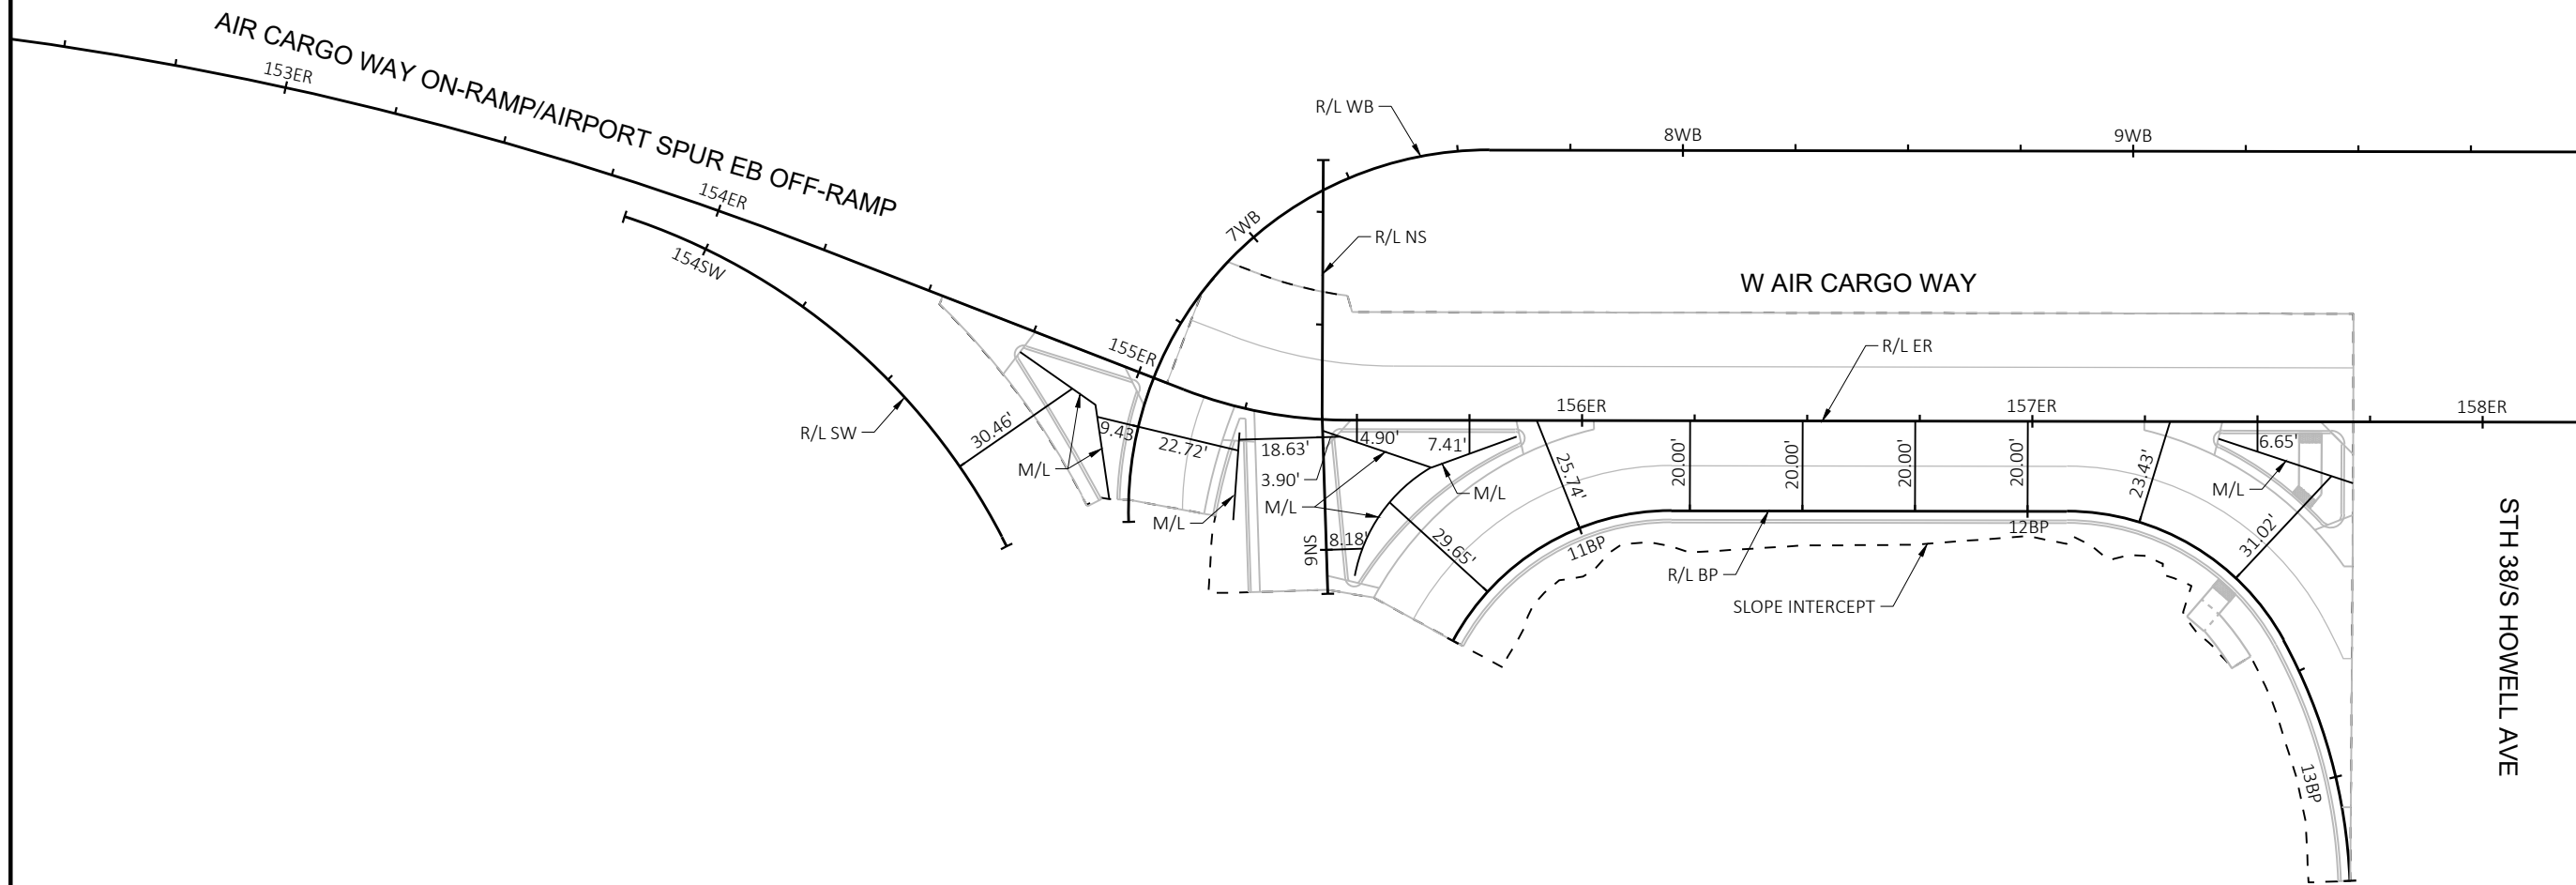 AIR CARGO WAY ON-RAMP/AIRPORT SPUR EB OFF-RAMP
153ER
154ER
154SW
155ER
R/L SW
30.46'
M/L
9.43'
22.72'
M/L
7WB
R/L WB
8WB
9WB
R/L NS
W AIR CARGO WAY
R/L ER
156ER
157ER
158ER
18.63'
3.90'
4.90'
7.41'
M/L
M/L
9NS
8.18'
29.65'
25.74'
11BP
20.00'
20.00'
20.00'
20.00'
23.43'
12BP
R/L BP
SLOPE INTERCEPT
6.65'
M/L
31.02'
13BP
STH 38/S HOWELL AVE